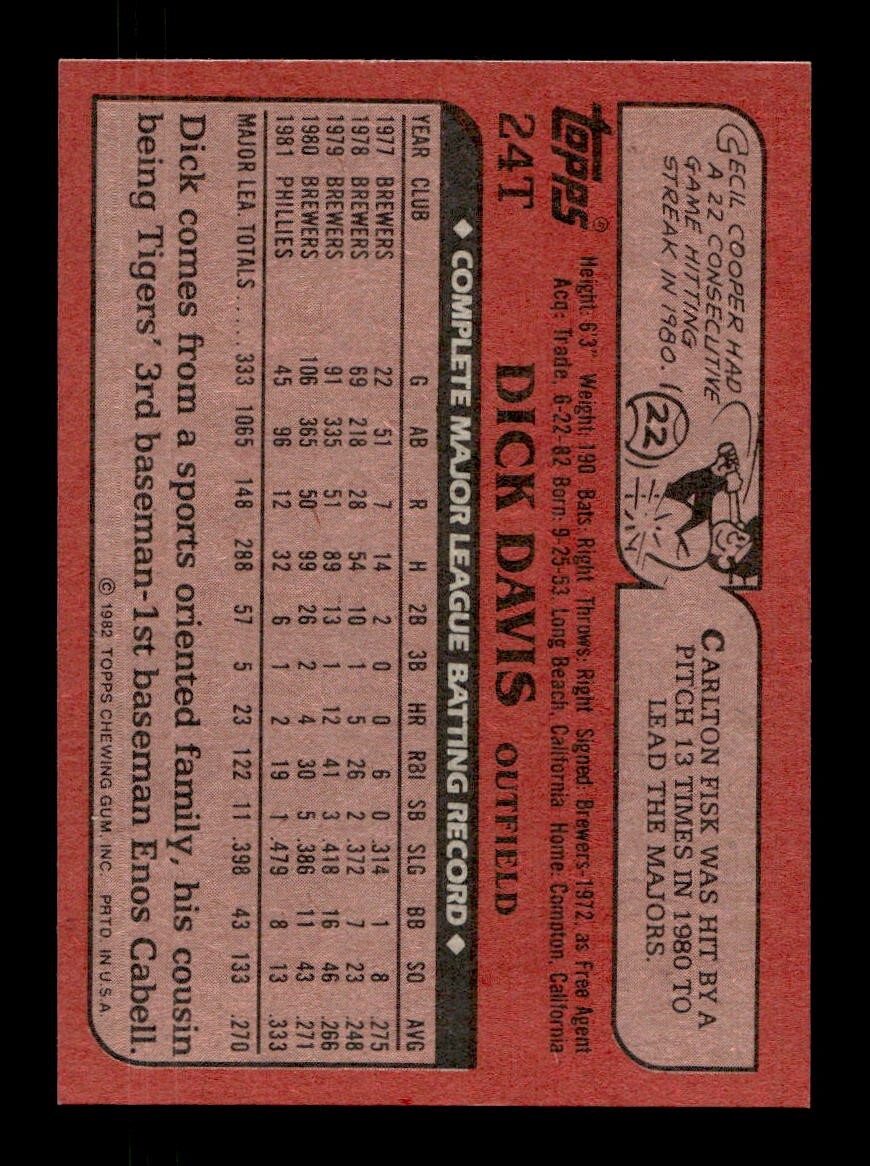 CECIL COOPER HAD
A 22 CONSECUTIVE
GAME HITTING
STREAK IN 1980.
22
CARLTON FISK WAS HIT BY A
PITCH 13 TIMES IN 1980 TO
LEAD THE MAJORS.
Topps®
Height: 6'3" Weight: 190 Bats: Right Throws: Right Signed: Brewers-1972, as Free Agent
Acq: Trade, 6-22-82 Born: 9-25-53, Long Beach, California Home: Compton, California
24T DICK DAVIS OUTFIELD
◆ COMPLETE MAJOR LEAGUE BATTING RECORD ◆
YEAR CLUB G AB R H 2B 3B HR RBI SB SLG BB SO AVG
1977 BREWERS 22 51 7 14 2 0 0 6 0 .314 1 8 .275
1978 BREWERS 69 218 28 54 10 1 5 26 2 .372 7 23 .248
1979 BREWERS 91 335 51 89 13 1 12 41 3 .418 16 46 .266
1980 BREWERS 106 365 50 99 26 2 4 30 5 .386 11 43 .271
1981 PHILLIES 45 96 12 32 6 1 2 19 1 .479 8 13 .333
MAJOR LEA. TOTALS..... 333 1065 148 288 57 5 23 122 11 .398 43 133 .270
Dick comes from a sports oriented family, his cousin
being Tigers' 3rd baseman-1st baseman Enos Cabell.
© 1982 TOPPS CHEWING GUM, INC. PRTD. IN U.S.A.